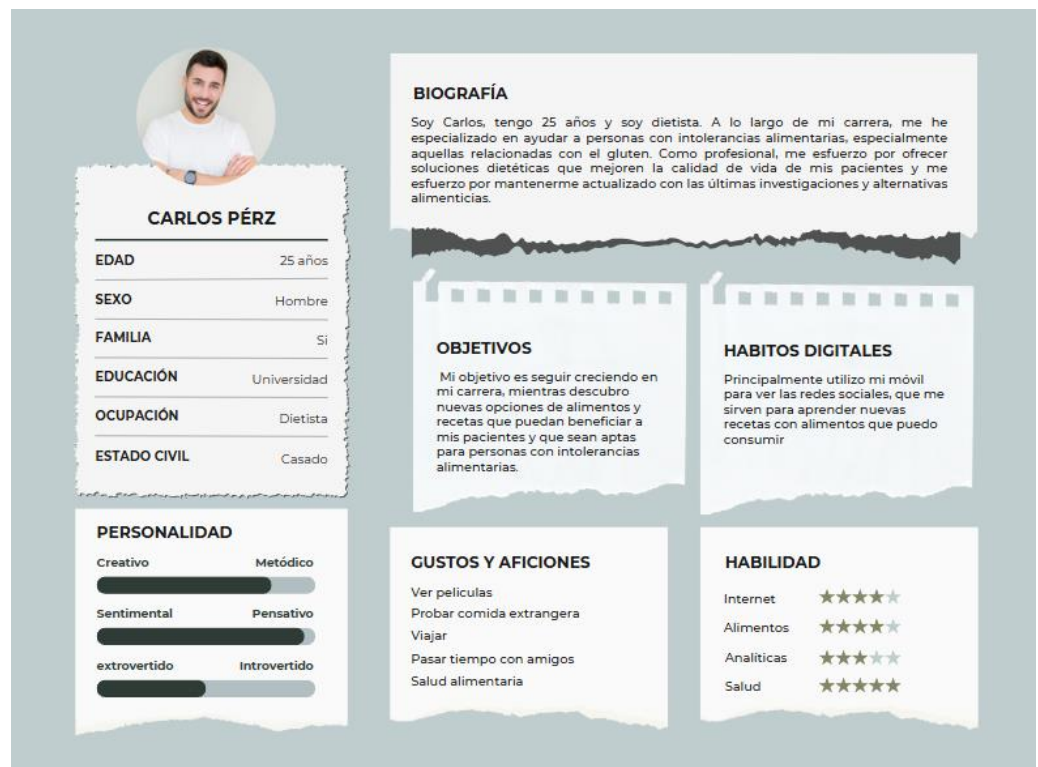 CARLOS PÉRZ
EDAD 25 años
SEXO Hombre
FAMILIA Si
EDUCACIÓN Universidad
OCUPACIÓN Dietista
ESTADO CIVIL Casado
PERSONALIDAD
Creativo Metódico
Sentimental Pensativo
extrovertido Introvertido
BIOGRAFÍA
Soy Carlos, tengo 25 años y soy dietista. A lo largo de mi carrera, me he
especializado en ayudar a personas con intolerancias alimentarias, especialmente
aquellas relacionadas con el gluten. Como profesional, me esfuerzo por ofrecer
soluciones dietéticas que mejoren la calidad de vida de mis pacientes y me
esfuerzo por mantenerme actualizado con las últimas investigaciones y alternativas
alimenticias.
OBJETIVOS
Mi objetivo es seguir creciendo en
mi carrera, mientras descubro
nuevas opciones de alimentos y
recetas que puedan beneficiar a
mis pacientes y que sean aptas
para personas con intolerancias
alimentarias.
HABITOS DIGITALES
Principalmente utilizo mi móvil
para ver las redes sociales, que me
sirven para aprender nuevas
recetas con alimentos que puedo
consumir
GUSTOS Y AFICIONES
Ver peliculas
Probar comida extrangera
Viajar
Pasar tiempo con amigos
Salud alimentaria
HABILIDAD
Internet
Alimentos
Analíticas
Salud